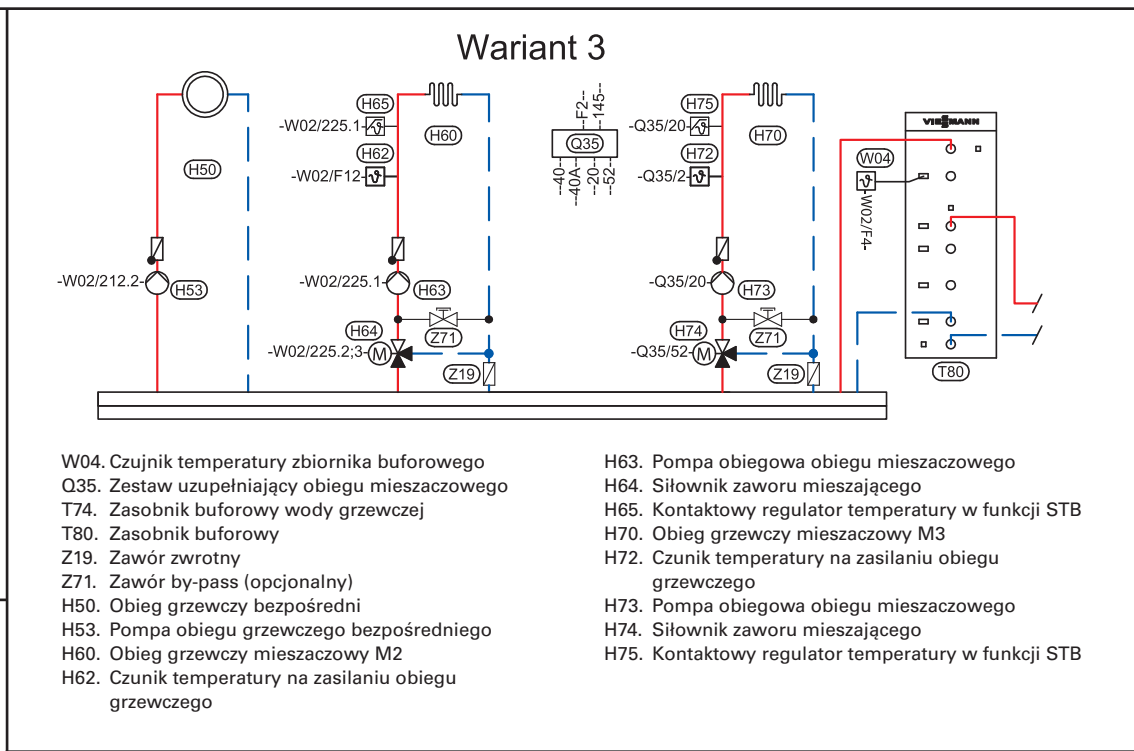 Wariant 3
H65
H75
-W02/225.1-
-Q35/20-
F2--
145--
VIESMANN
H50
H60
Q35
H70
H62
H72
W04
-W02/F12-
--40--
--40A--
--20--
--52--
-Q35/2-
-W02/F4-
-W02/212.2-
H53
-W02/225.1-
H63
-Q35/20-
H73
H64
Z71
H74
Z71
-W02/225.2;3-
M
-Q35/52-
M
Z19
Z19
T80
W04. Czujnik temperatury zbiornika buforowego
Q35. Zestaw uzupełniający obiegu mieszaczowego
T74. Zasobnik buforowy wody grzewczej
T80. Zasobnik buforowy
Z19. Zawór zwrotny
Z71. Zawór by-pass (opcjonalny)
H50. Obieg grzewczy bezpośredni
H53. Pompa obiegu grzewczego bezpośredniego
H60. Obieg grzewczy mieszaczowy M2
H62. Czunik temperatury na zasilaniu obiegu
grzewczego
H63. Pompa obiegowa obiegu mieszaczowego
H64. Siłownik zaworu mieszającego
H65. Kontaktowy regulator temperatury w funkcji STB
H70. Obieg grzewczy mieszaczowy M3
H72. Czunik temperatury na zasilaniu obiegu
grzewczego
H73. Pompa obiegowa obiegu mieszaczowego
H74. Siłownik zaworu mieszającego
H75. Kontaktowy regulator temperatury w funkcji STB